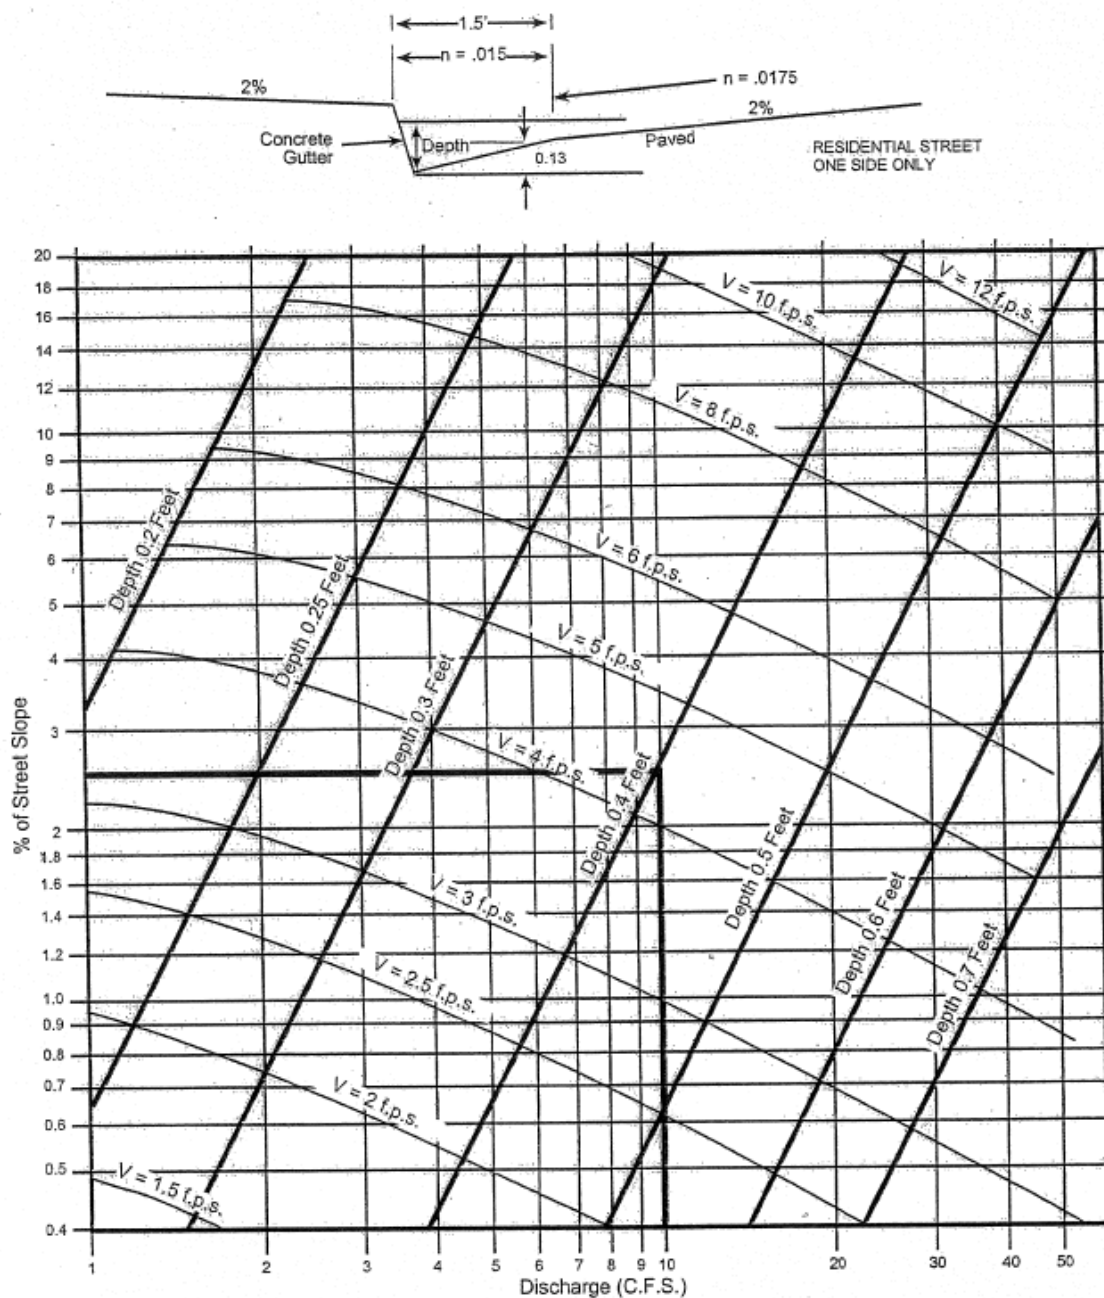 1.5'
n = .015
n = .0175
2%
2%
Concrete
Gutter
Depth
0.13
Paved
RESIDENTIAL STREET
ONE SIDE ONLY
20
18
16
14
12
10
9
8
7
6
5
4
3
2
1.8
1.6
1.4
1.2
1.0
0.9
0.8
0.7
0.6
0.5
0.4
% of Street Slope
V = 10 f.p.s.
V = 12 f.p.s.
V = 8 f.p.s.
Depth 0.2 Feet
V = 6 f.p.s.
Depth 0.25 Feet
V = 5 f.p.s.
Depth 0.3 Feet
V = 4 f.p.s.
Depth 0.4 Feet
Depth 0.5 Feet
V = 3 f.p.s.
Depth 0.6 Feet
Depth 0.7 Feet
V = 2.5 f.p.s.
V = 2 f.p.s.
V = 1.5 f.p.s.
1 2 3 4 5 6 7 8 9 10 20 30 40 50
Discharge (C.F.S.)